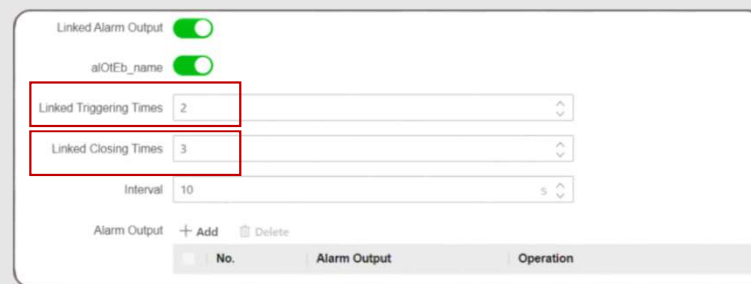 Linked Alarm Output
alOtEb_name
Linked Triggering Times 2
Linked Closing Times 3
Interval 10 s
Alarm Output + Add Delete
No. Alarm Output Operation